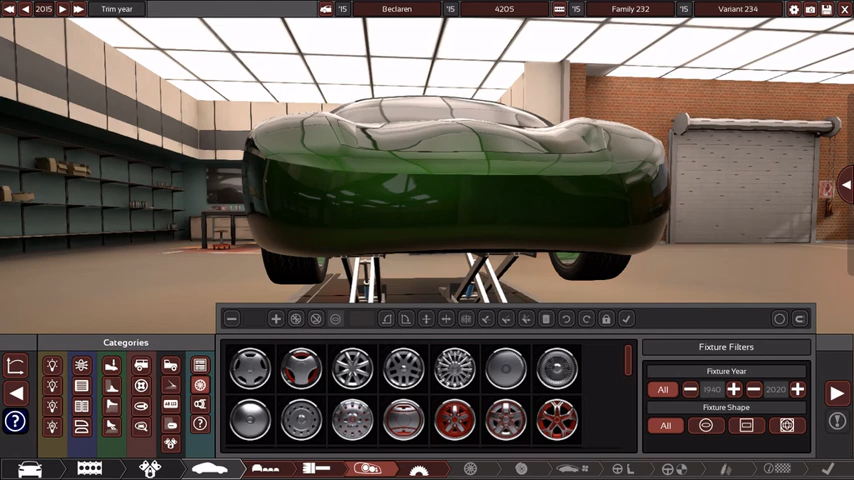 2015 Trim year '15 Beclaren '15 4205 '15 Family 232 '15 Variant 234
Categories
Fixture Filters
Fixture Year
All 1940 2020
Fixture Shape
All